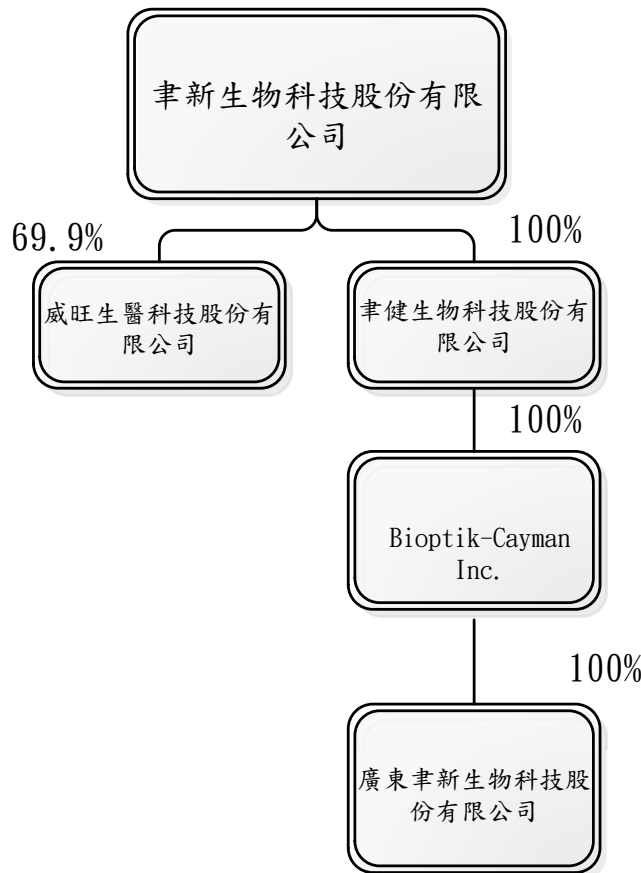 聿新生物科技股份有限
公司
69.9%
100%
威旺生醫科技股份有
限公司
聿健生物科技股份有
限公司
100%
Bioptik-Cayman
Inc.
100%
廣東聿新生物科技股
份有限公司